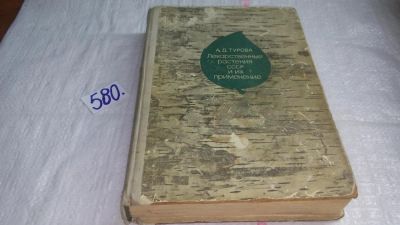 580.
А. Д. ТУРОВА
Лекарственные
растения
СССР
и их
применение